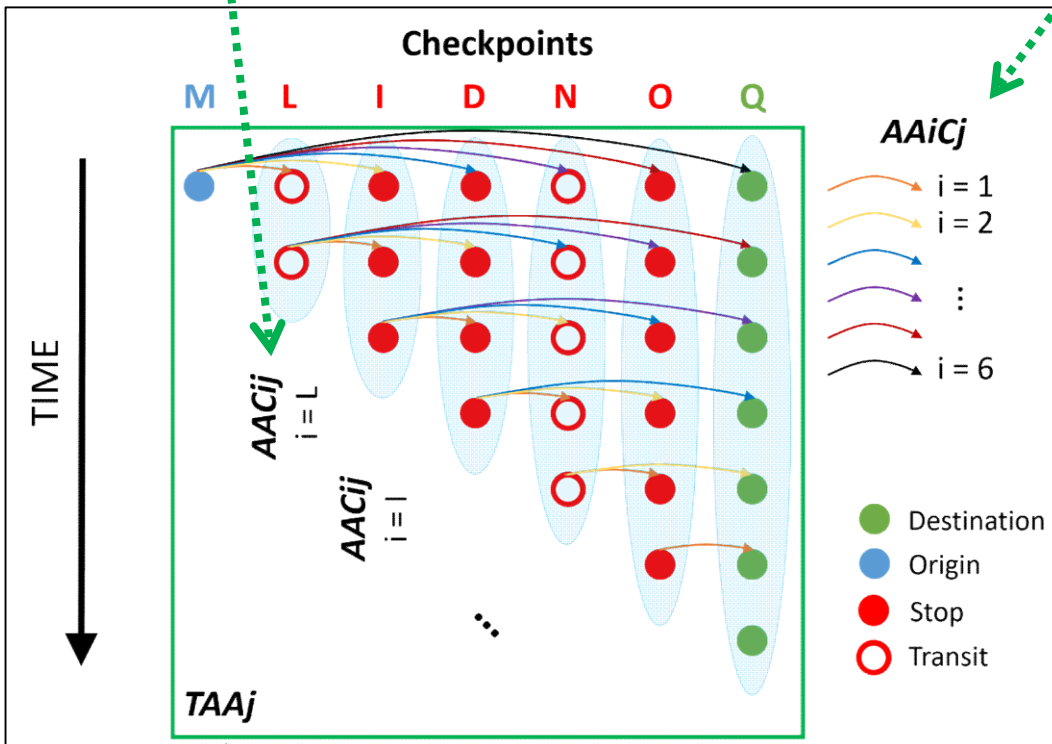 Checkpoints
M L I D N O Q
AAiCj
i = 1
i = 2
⋮
i = 6
TIME
AACij
i = L
AACij
i = I
⋱
Destination
Origin
Stop
Transit
TAAj